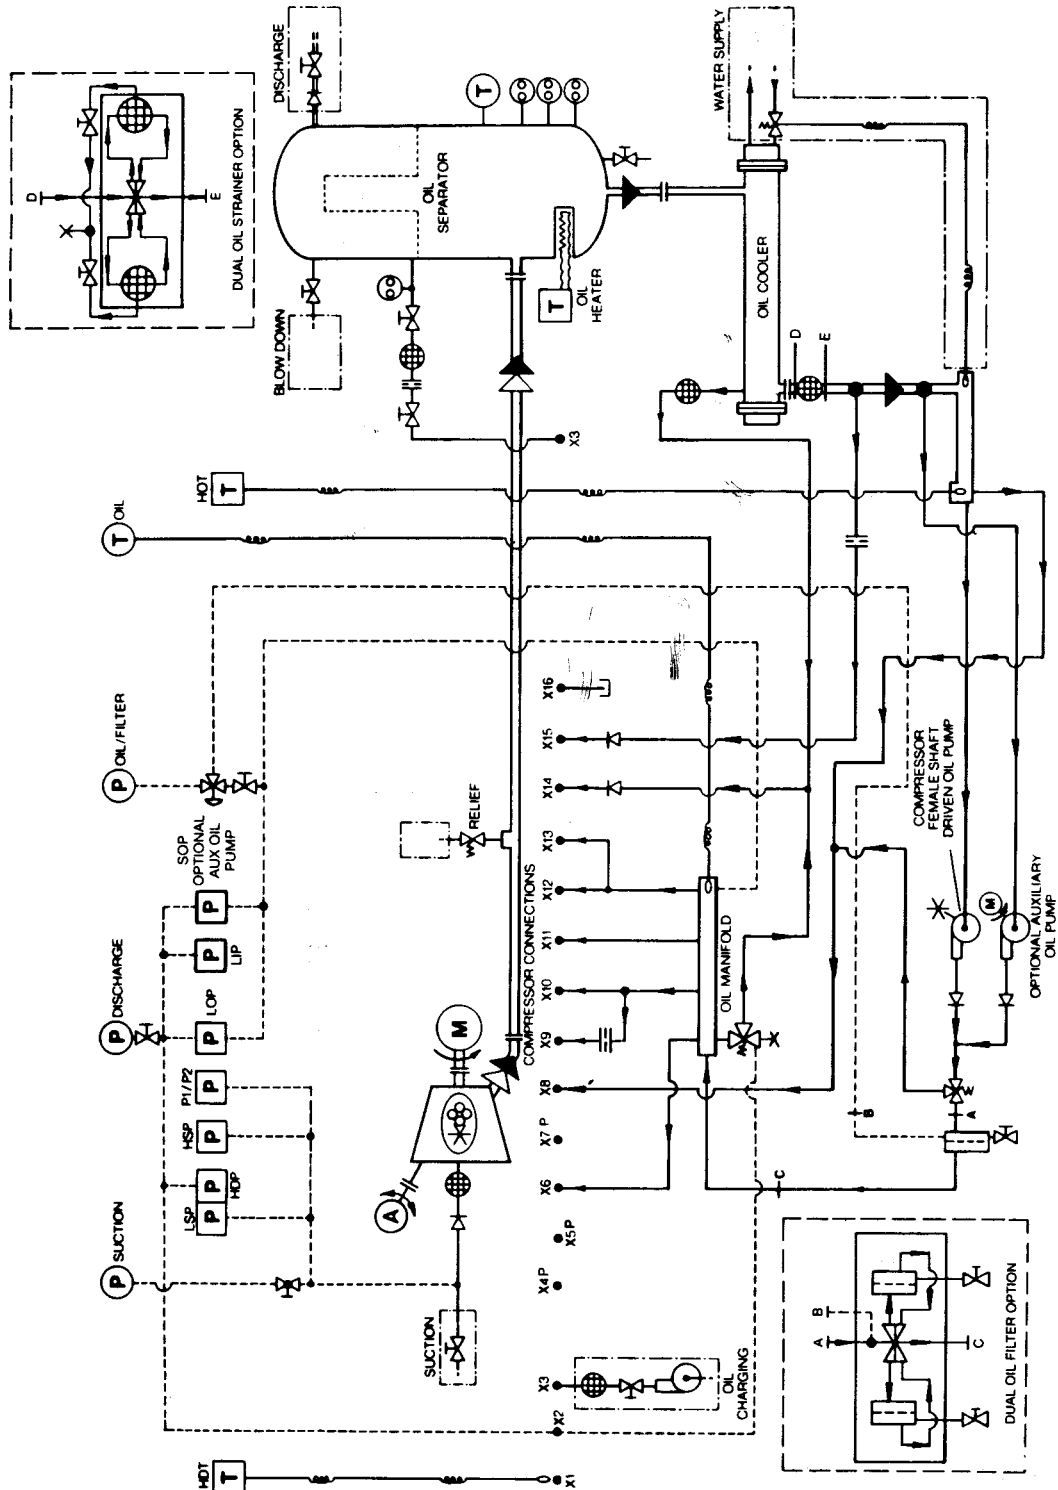 HDT
T
P
SUCTION
LSP
P
P
HDP
HSP
P
P1/P2
P
P
DISCHARGE
LOP
P
LIP
P
SOP
OPTIONAL
AUX OIL
PUMP
P
P
OIL/FILTER
T
OIL
HOT
T
BLOW DOWN
DISCHARGE
OIL
SEPARATOR
T
OIL
HEATER
T
DUAL OIL STRAINER OPTION
D
E
WATER SUPPLY
OIL COOLER
D
E
SUCTION
A
M
RELIEF
COMPRESSOR CONNECTIONS
X1
X2
X3
X4 P
X5 P
X6
X7 P
X8
X9
X10
X11
X12
X13
X14
X15
X16
X3
OIL
CHARGING
OIL MANIFOLD
COMPRESSOR
FEMALE SHAFT
DRIVEN OIL PUMP
M
OPTIONAL AUXILIARY
OIL PUMP
A
B
C
DUAL OIL FILTER OPTION
A
B
C